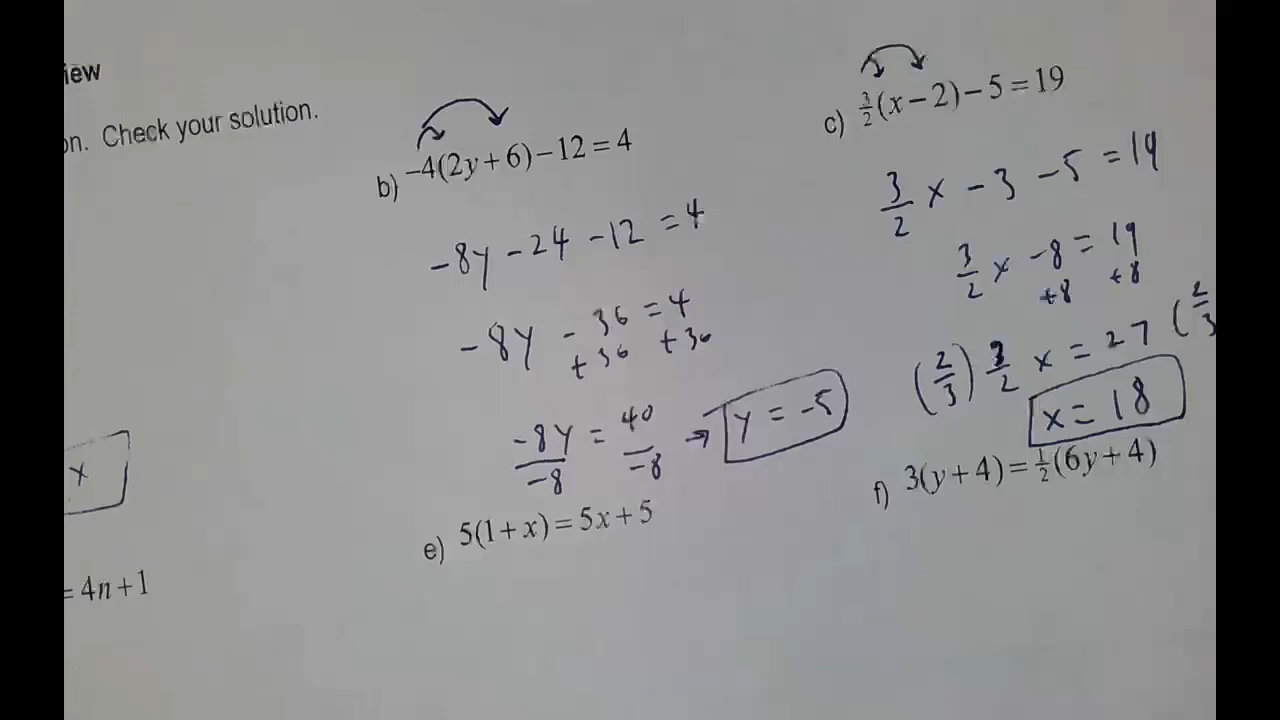 iew
on. Check your solution.
x
= 4n+1
b) -4(2y+6)-12=4
-8y -24 -12 =4
-8y - 36 =4
+36 +36
-8y = 40
-8 -8
→ y = -5
e) 5(1+x)=5x+5
c) 3/2(x-2)-5=19
3/2 x - 3 - 5 = 19
3/2 x - 8 = 19
+8 +8
(2/3) 3/2 x = 27 (2/3
x = 18
f) 3(y+4)=1/2(6y+4)